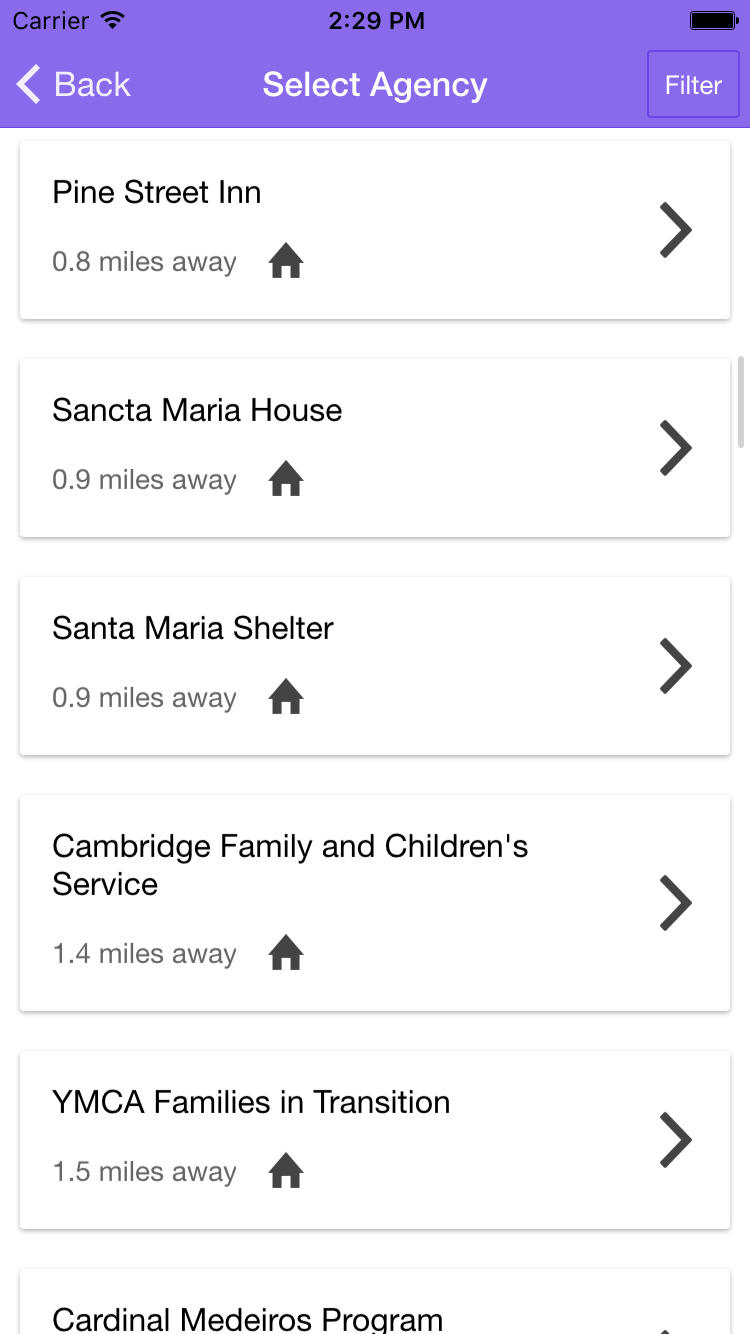 Carrier 2:29 PM
Back Select Agency Filter
Pine Street Inn
0.8 miles away
Sancta Maria House
0.9 miles away
Santa Maria Shelter
0.9 miles away
Cambridge Family and Children's
Service
1.4 miles away
YMCA Families in Transition
1.5 miles away
Cardinal Medeiros Program